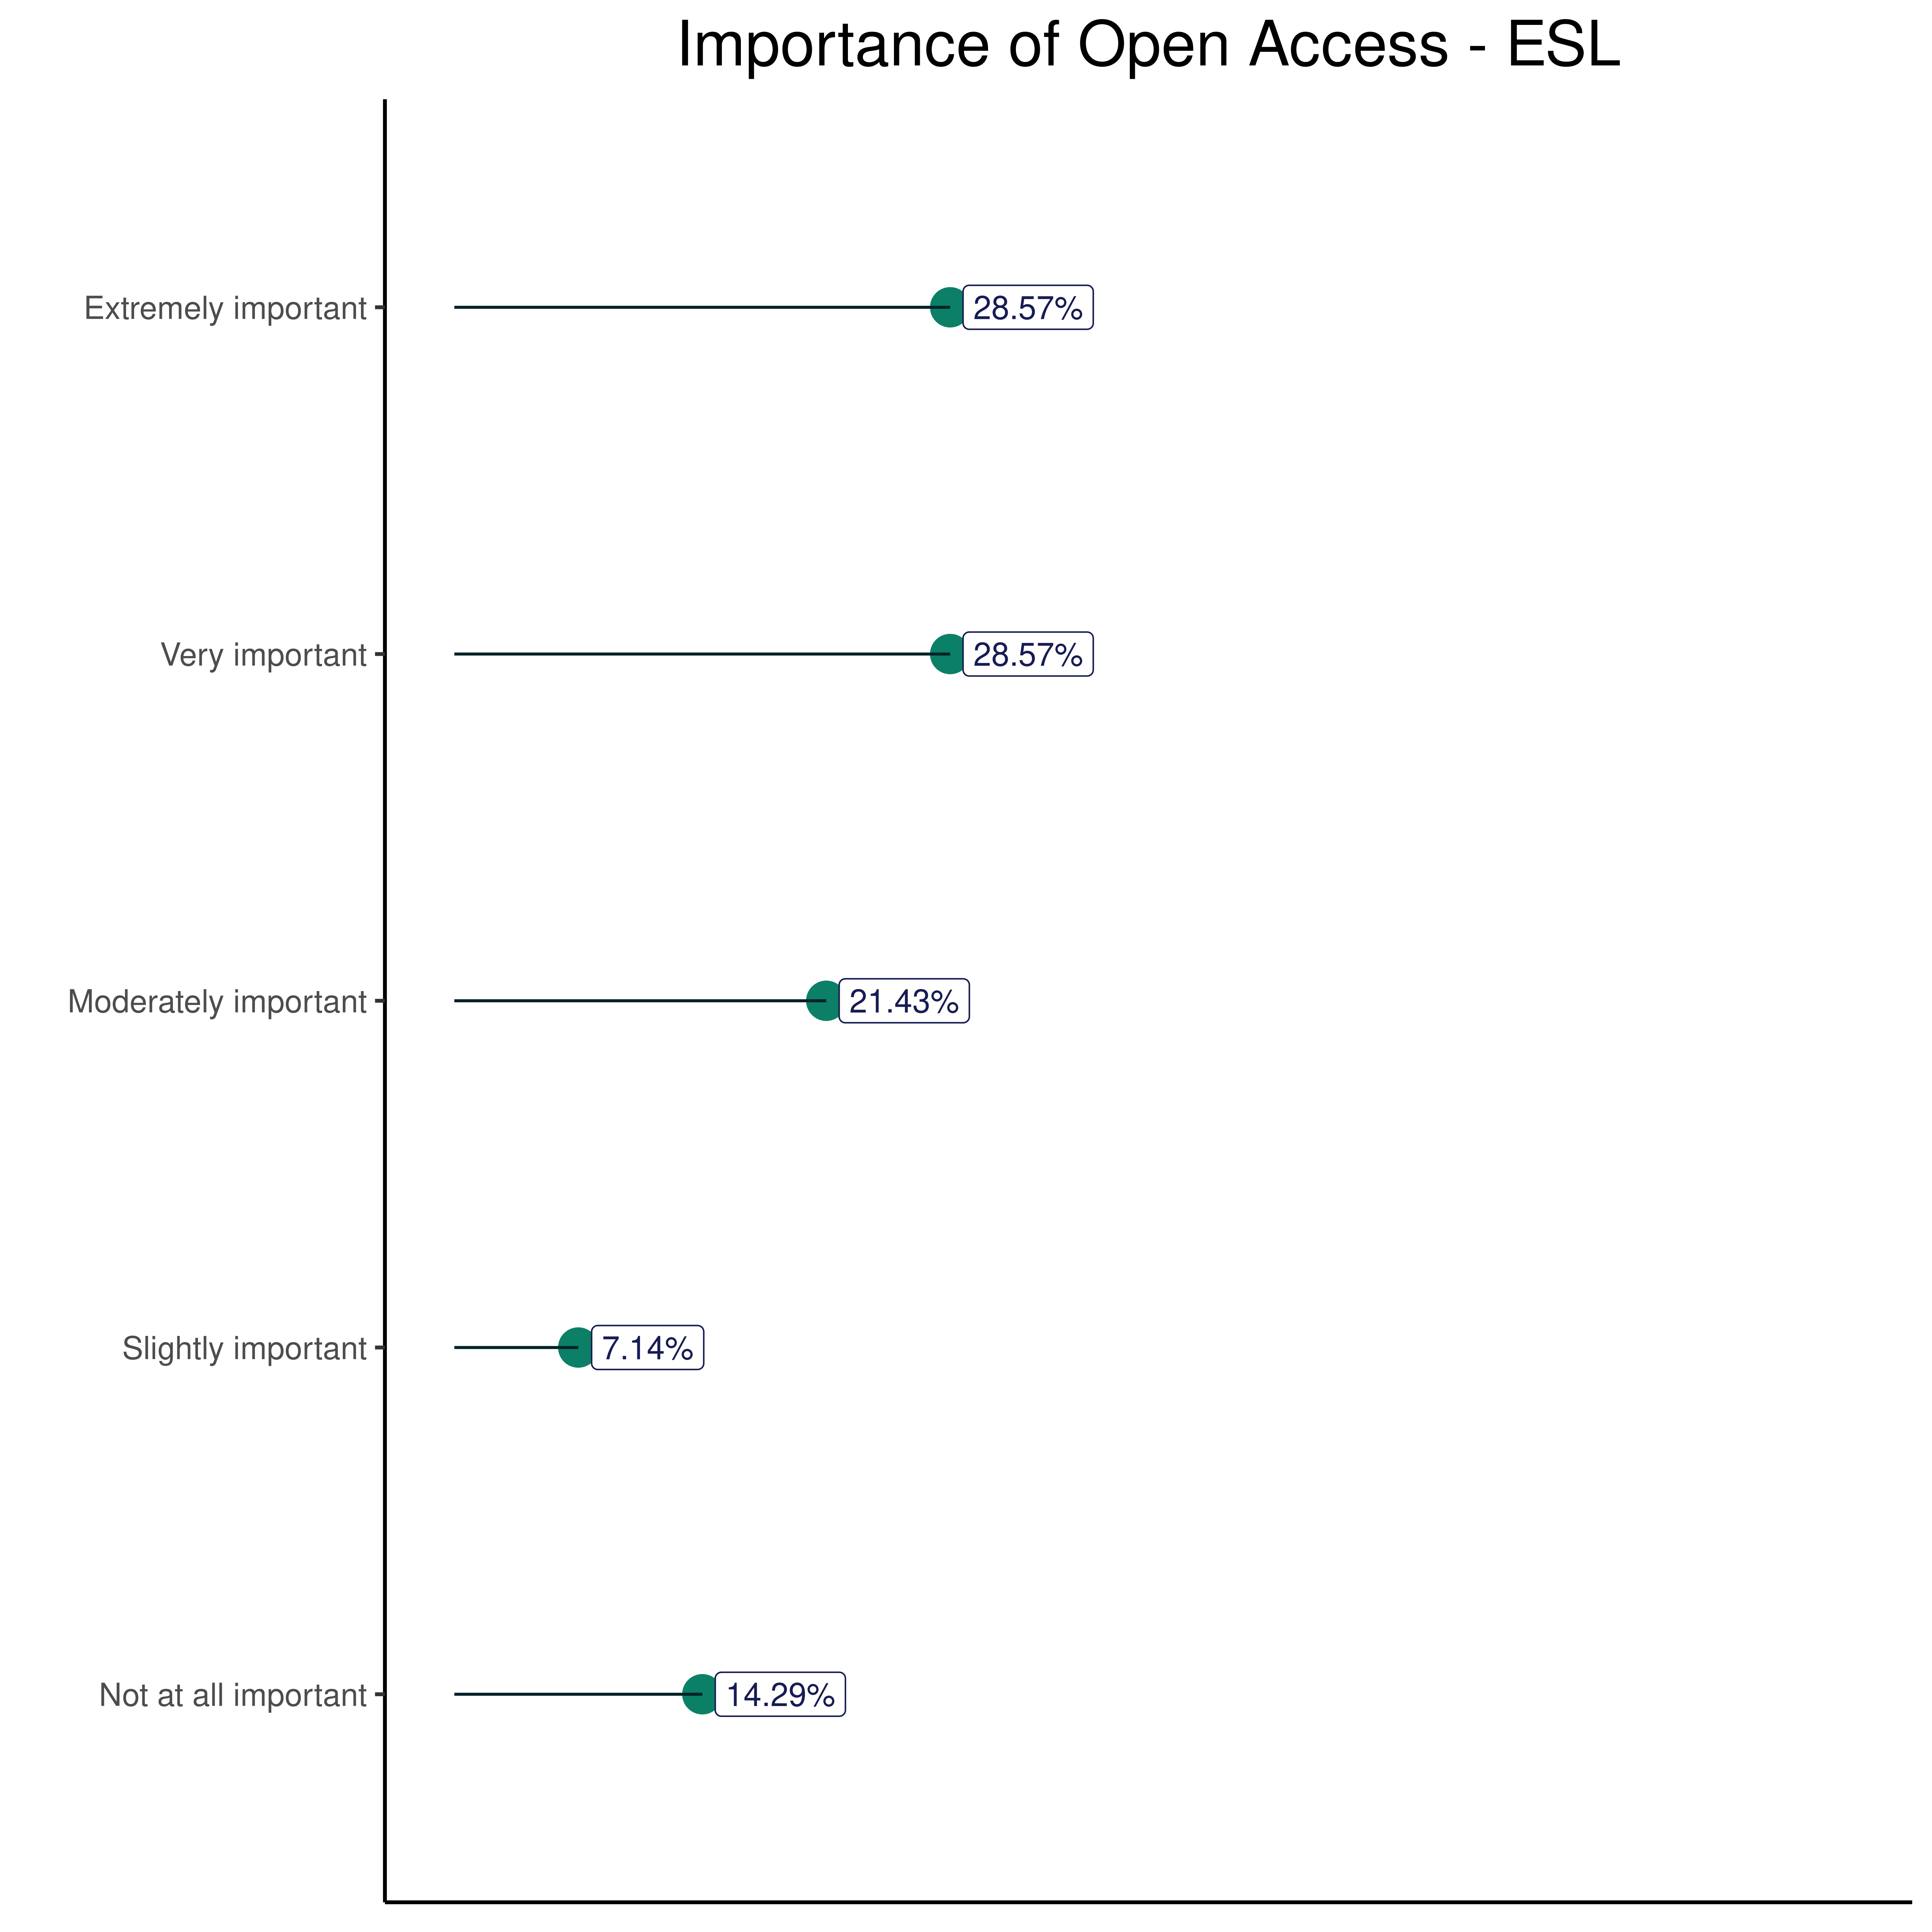 Importance of Open Access - ESL
Extremely important
28.57%
Very important
28.57%
Moderately important
21.43%
Slightly important
7.14%
Not at all important
14.29%